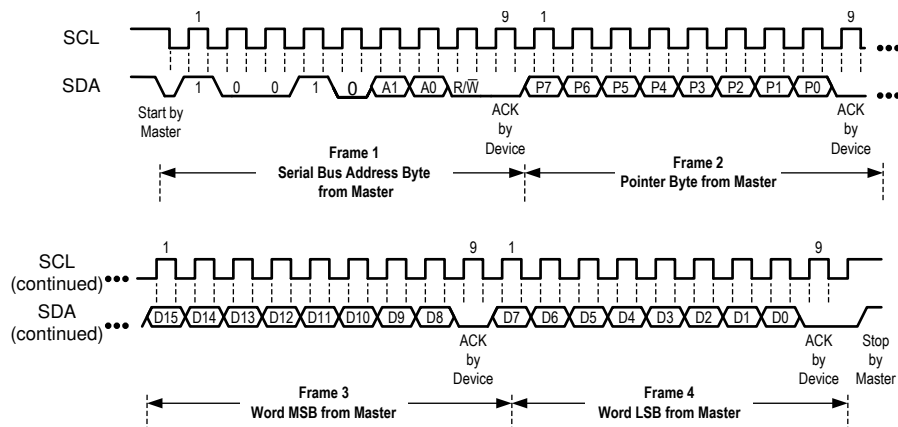 1 9 1 9
SCL
SDA
1 0 0 1 0 A1 A0 R/W̅ P7 P6 P5 P4 P3 P2 P1 P0
Start by
Master
ACK
by
Device
ACK
by
Device
Frame 1
Serial Bus Address Byte
from Master
Frame 2
Pointer Byte from Master
1 9 1 9
SCL
(continued)
SDA
(continued)
D15 D14 D13 D12 D11 D10 D9 D8 D7 D6 D5 D4 D3 D2 D1 D0
ACK
by
Device
ACK
by
Device
Stop
by
Master
Frame 3
Word MSB from Master
Frame 4
Word LSB from Master